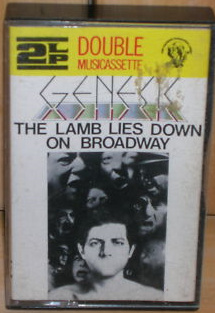 2LP
DOUBLE
MUSICASSETTE
GENESIS
THE LAMB LIES DOWN
ON BROADWAY